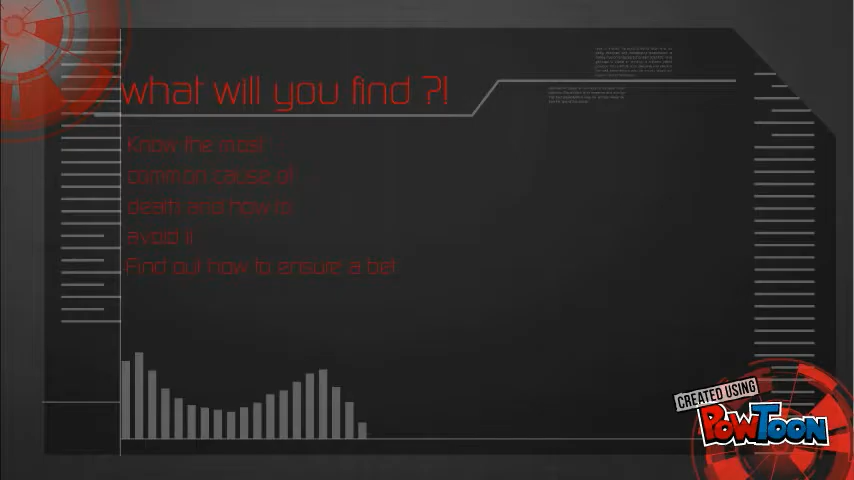 what will you find ?!
Know the most
common cause of
death and how to
avoid it
Find out how to ensure a bet
CREATED USING
POWTOON